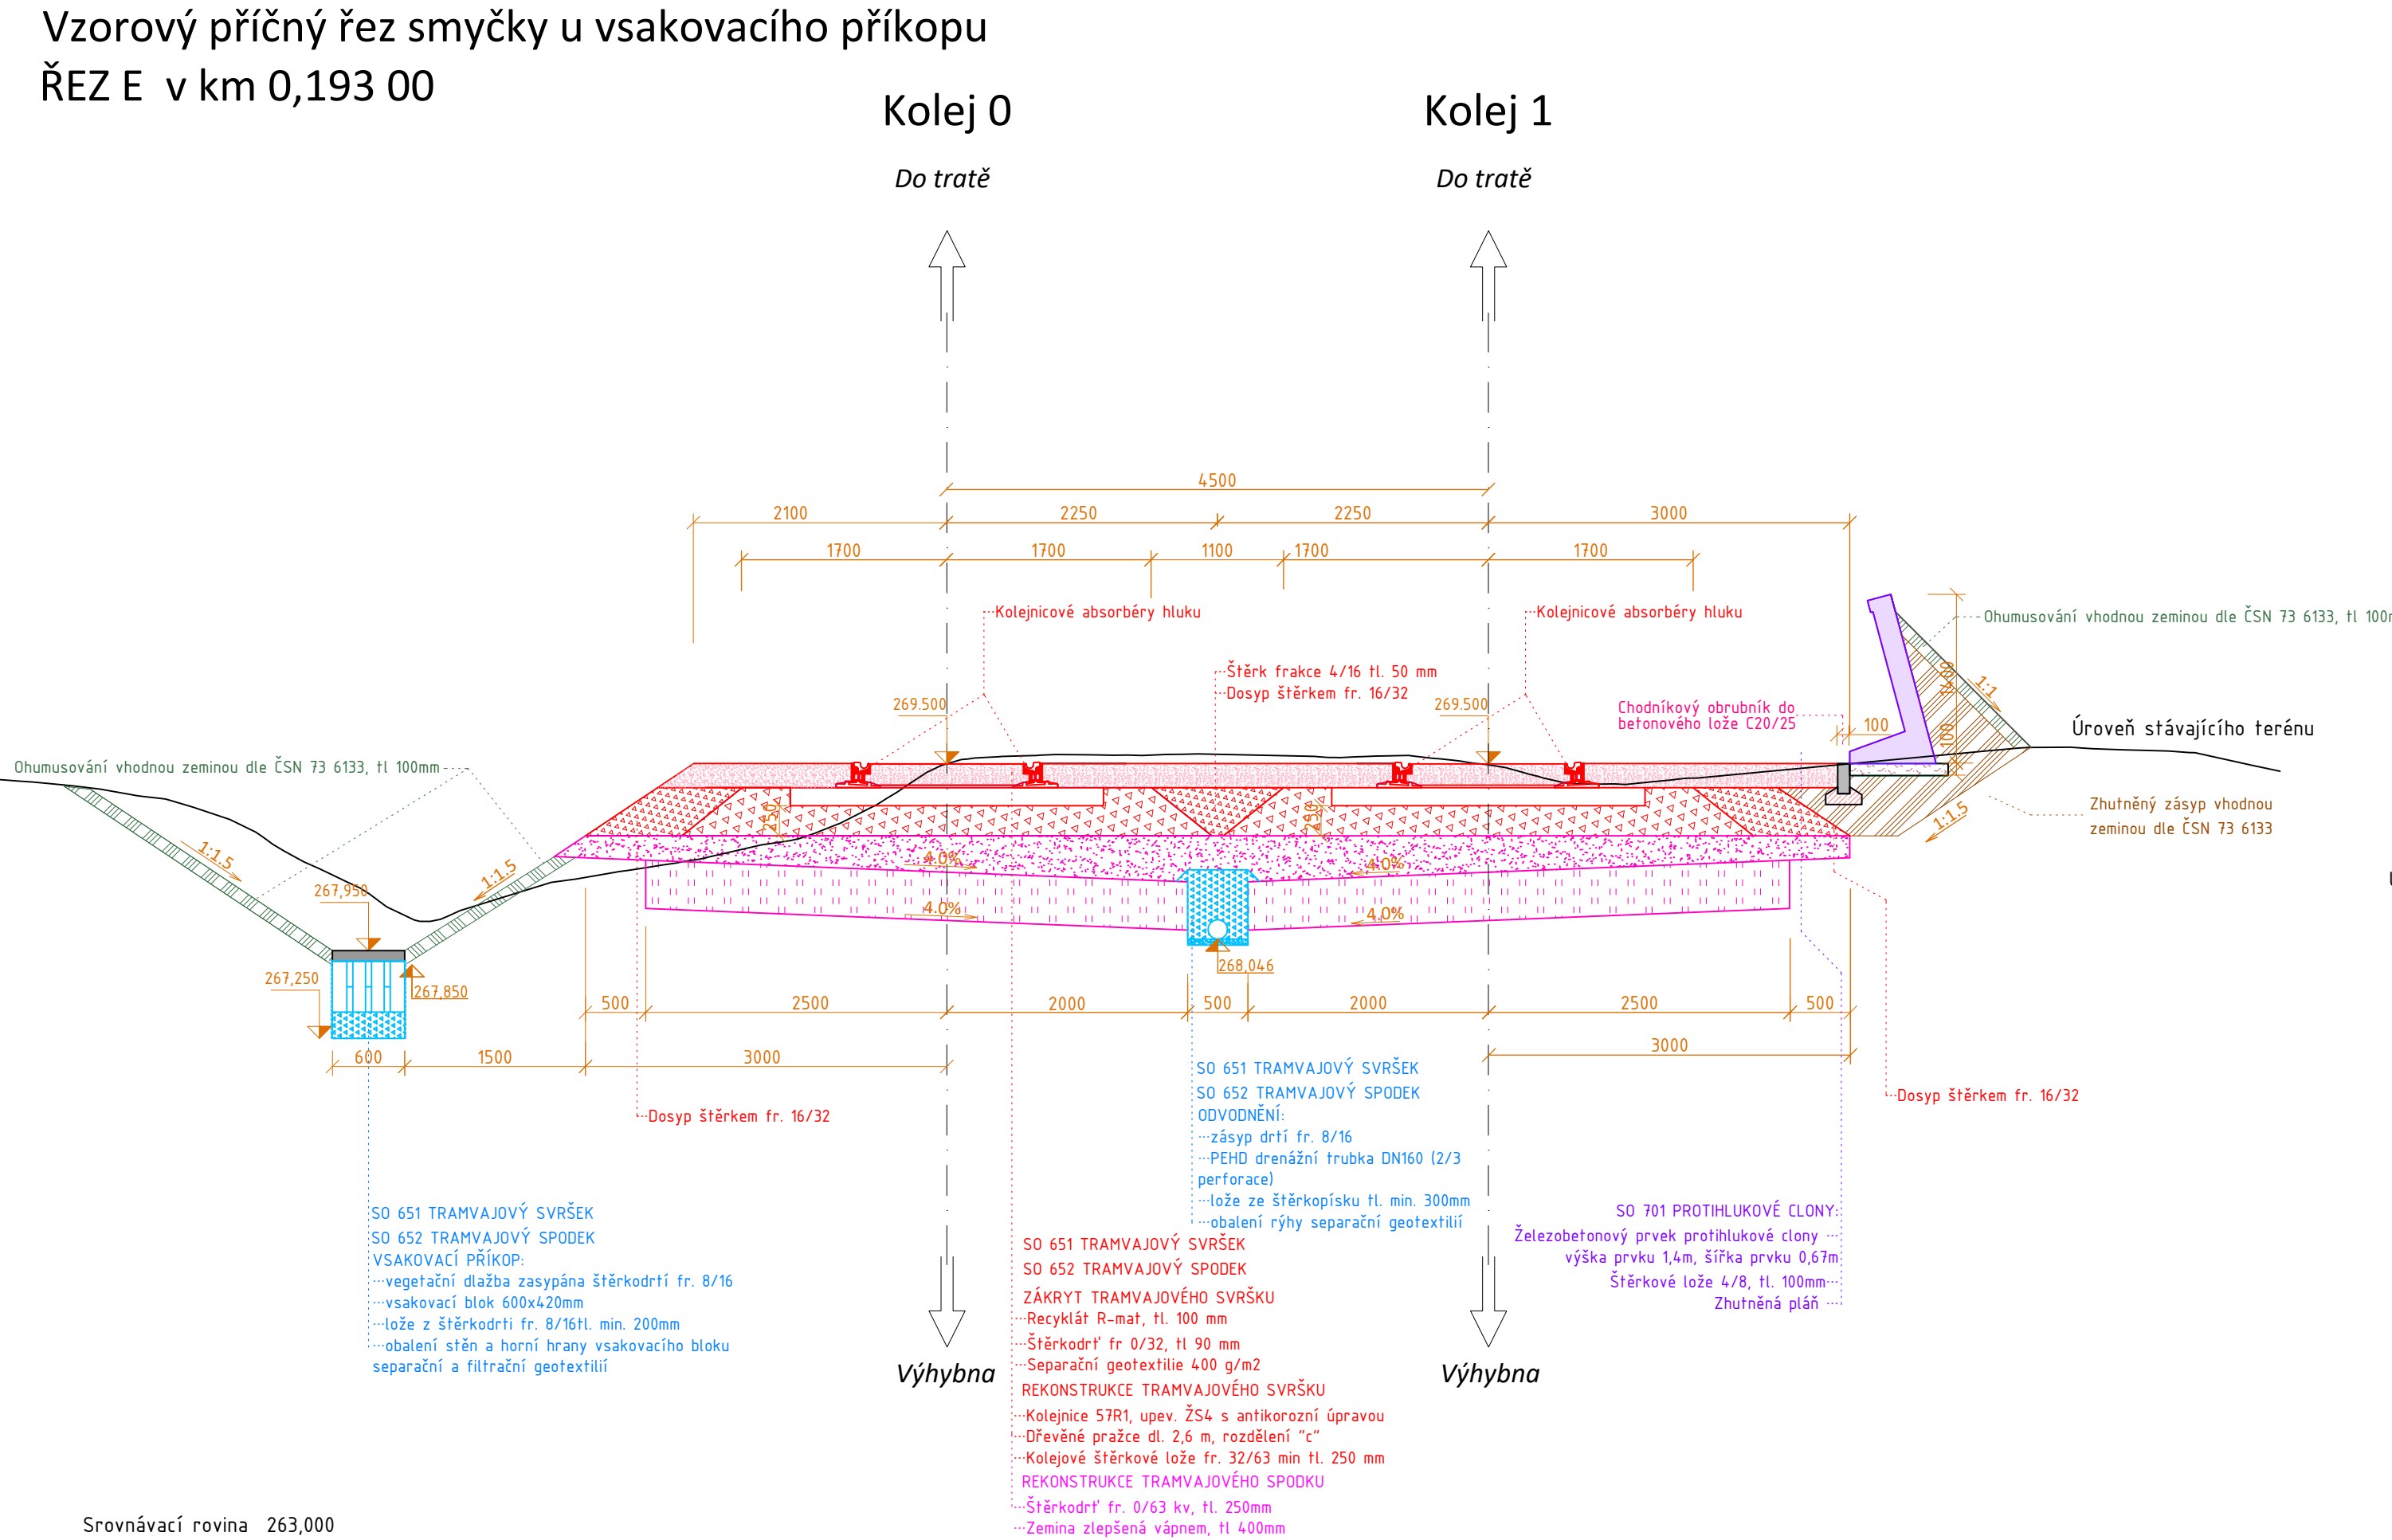 Vzorový příčný řez smyčky u vsakovacího příkopu
ŘEZ E v km 0,193 00
Kolej 0
Kolej 1
Do tratě
Do tratě
4500
2100
2250
2250
3000
1700
1700
1100
1700
1700
Kolejnicové absorbéry hluku
Kolejnicové absorbéry hluku
Ohumusování vhodnou zeminou dle ČSN 73 6133, tl 100
Štěrk frakce 4/16 tl. 50 mm
Dosyp štěrkem fr. 16/32
269.500
269.500
Chodníkový obrubník do
betonového lože C20/25
100
1400
100
1:1
Úroveň stávajícího terénu
Ohumusování vhodnou zeminou dle ČSN 73 6133, tl 100mm
Zhutněný zásyp vhodnou
zeminou dle ČSN 73 6133
1:1.5
250
250
1:1.5
1:1.5
4.0%
4.0%
4.0%
4.0%
267,950
267,250
267,850
268,046
500
2500
2000
500
2000
2500
500
600
1500
3000
3000
Dosyp štěrkem fr. 16/32
Dosyp štěrkem fr. 16/32
SO 651 TRAMVAJOVÝ SVRŠEK
SO 652 TRAMVAJOVÝ SPODEK
ODVODNĚNÍ:
zásyp drtí fr. 8/16
PEHD drenážní trubka DN160 (2/3
perforace)
lože ze štěrkopísku tl. min. 300mm
obalení rýhy separační geotextilií
SO 651 TRAMVAJOVÝ SVRŠEK
SO 652 TRAMVAJOVÝ SPODEK
VSAKOVACÍ PŘÍKOP:
vegetační dlažba zasypána štěrkodrtí fr. 8/16
vsakovací blok 600x420mm
lože z štěrkodrti fr. 8/16tl. min. 200mm
obalení stěn a horní hrany vsakovacího bloku
separační a filtrační geotextilií
SO 701 PROTIHLUKOVÉ CLONY:
Železobetonový prvek protihlukové clony
výška prvku 1,4m, šířka prvku 0,67m
Štěrkové lože 4/8, tl. 100mm
Zhutněná pláň
SO 651 TRAMVAJOVÝ SVRŠEK
SO 652 TRAMVAJOVÝ SPODEK
ZÁKRYT TRAMVAJOVÉHO SVRŠKU
Recyklát R-mat, tl. 100 mm
Štěrkodrť fr 0/32, tl 90 mm
Separační geotextilie 400 g/m2
REKONSTRUKCE TRAMVAJOVÉHO SVRŠKU
Kolejnice 57R1, upev. ŽS4 s antikorozní úpravou
Dřevěné pražce dl. 2,6 m, rozdělení "c"
Kolejové štěrkové lože fr. 32/63 min tl. 250 mm
REKONSTRUKCE TRAMVAJOVÉHO SPODKU
Štěrkodrť fr. 0/63 kv, tl. 250mm
Zemina zlepšená vápnem, tl 400mm
Výhybna
Výhybna
Srovnávací rovina 263,000